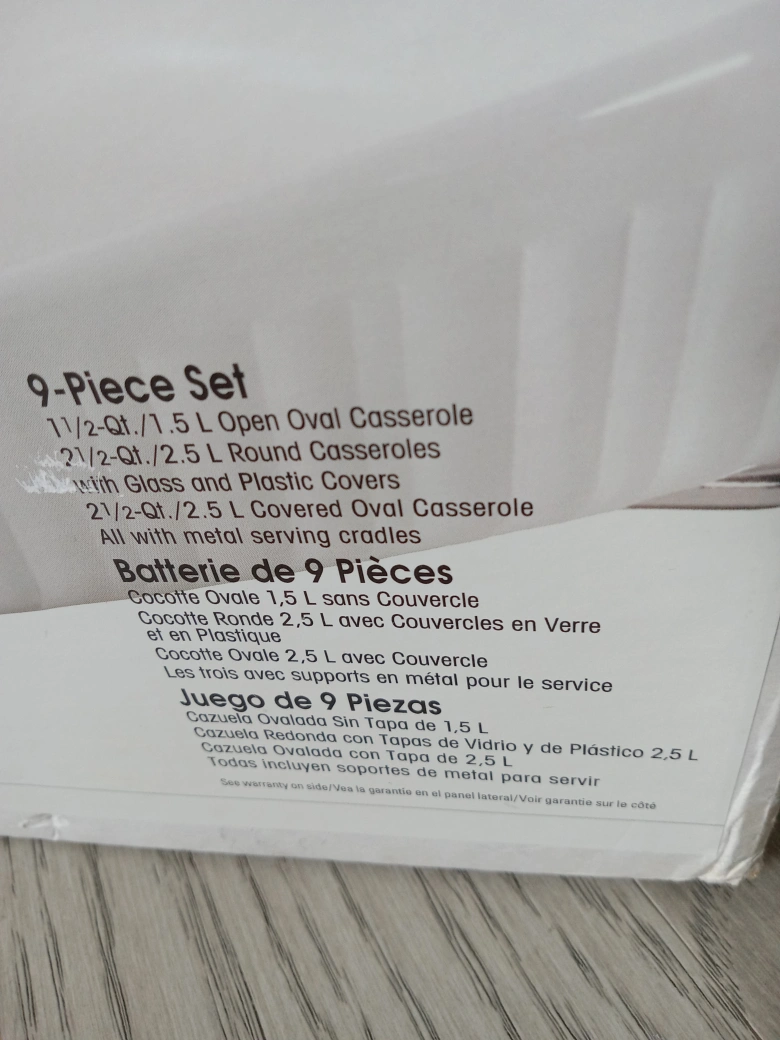 9-Piece Set
1 1/2-Qt./1.5 L Open Oval Casserole
2 1/2-Qt./2.5 L Round Casseroles
with Glass and Plastic Covers
2 1/2-Qt./2.5 L Covered Oval Casserole
All with metal serving cradles
Batterie de 9 Pièces
Cocotte Ovale 1,5 L sans Couvercle
Cocotte Ronde 2,5 L avec Couvercles en Verre
et en Plastique
Cocotte Ovale 2,5 L avec Couvercle
Les trois avec supports en métal pour le service
Juego de 9 Piezas
Cazuela Ovalada Sin Tapa de 1,5 L
Cazuela Redonda con Tapas de Vidrio y de Plástico 2,5 L
Cazuela Ovalada con Tapa de 2,5 L
Todas incluyen soportes de metal para servir
See warranty on side/Vea la garantía en el panel lateral/Voir garantie sur le côté